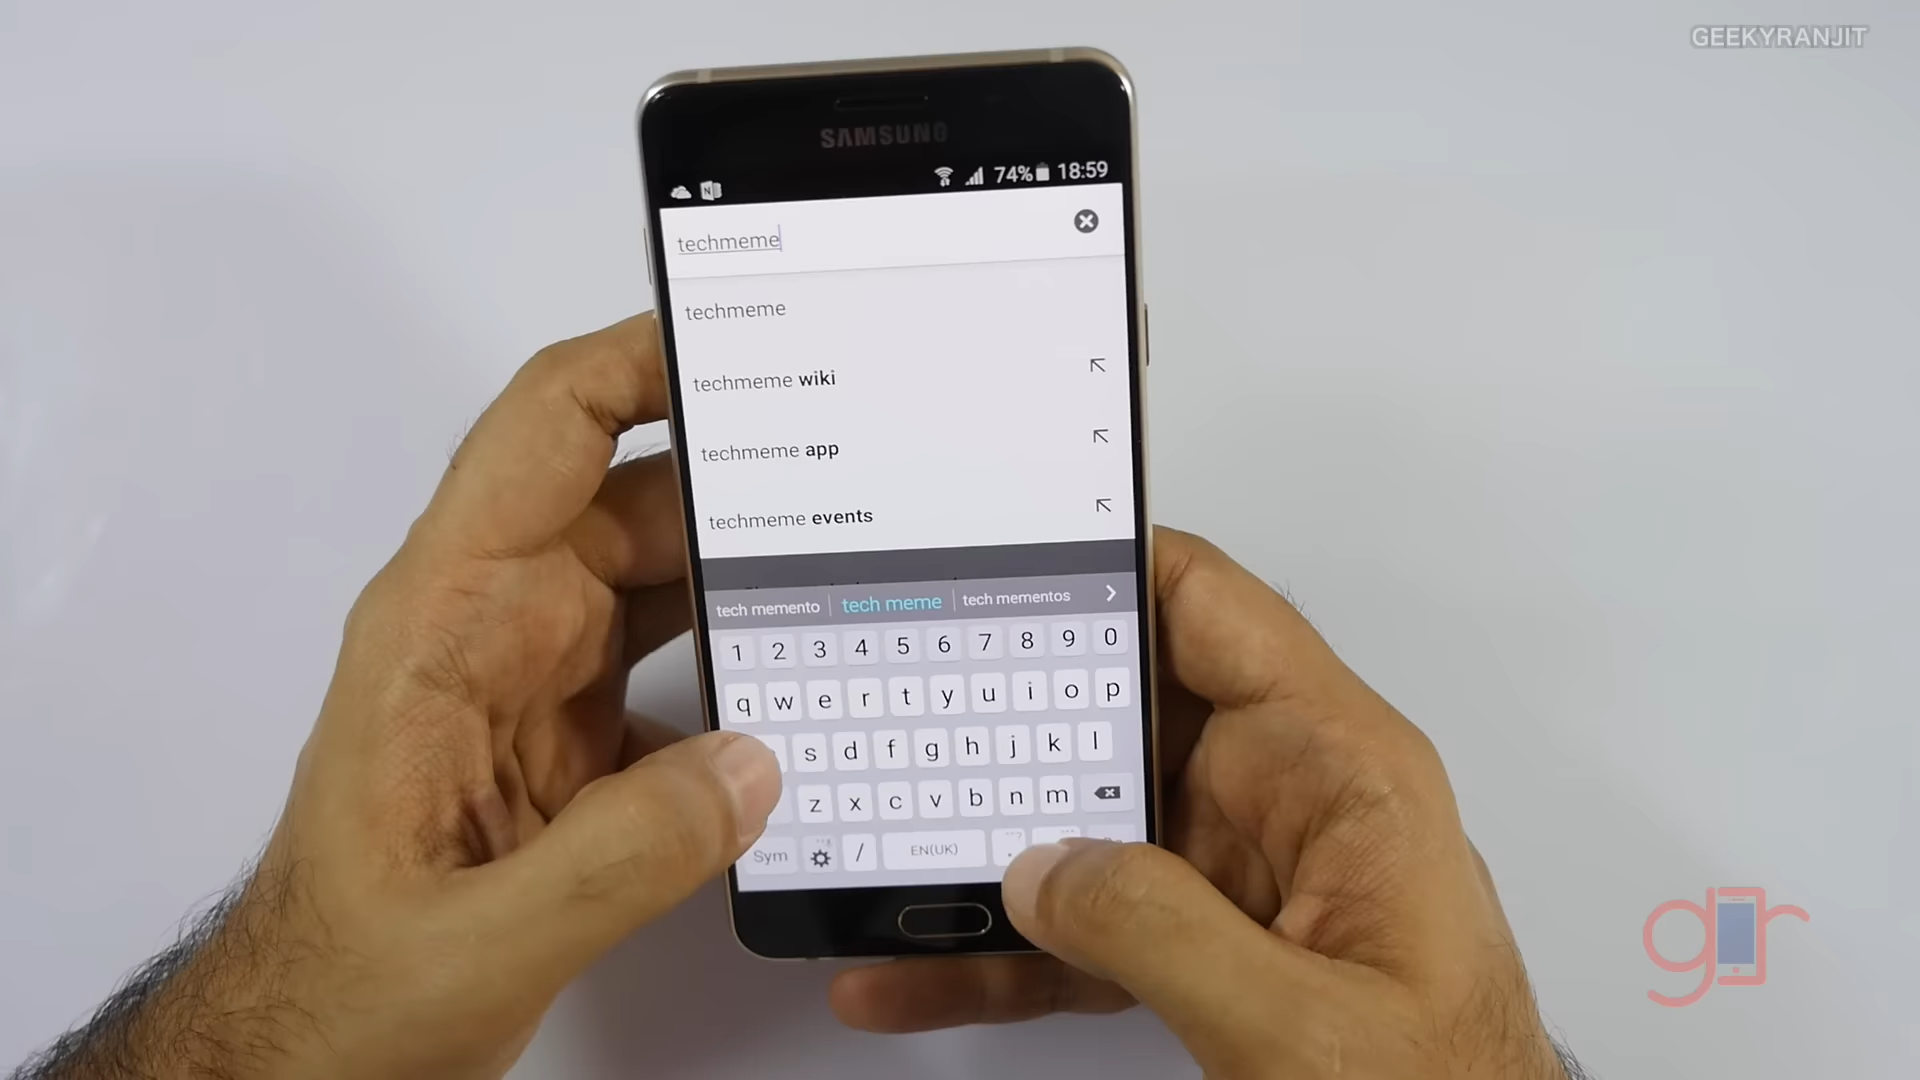 GEEKYRANJIT
SAMSUNG
N
74% 18:59
techmeme
techmeme
techmeme wiki
techmeme app
techmeme events
tech memento tech meme tech mementos
1 2 3 4 5 6 7 8 9 0
q w e r t y u i o p
s d f g h j k l
z x c v b n m
Sym / EN(UK) .
gr